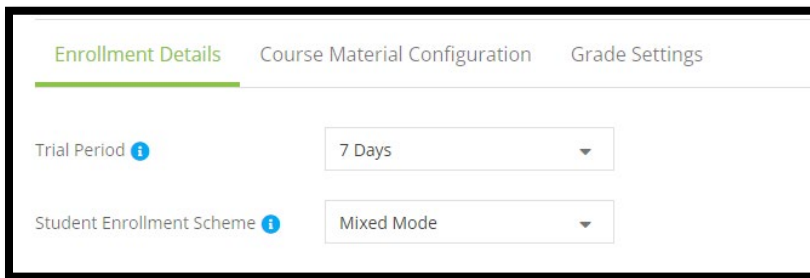 Enrollment Details Course Material Configuration Grade Settings
Trial Period 7 Days
Student Enrollment Scheme Mixed Mode